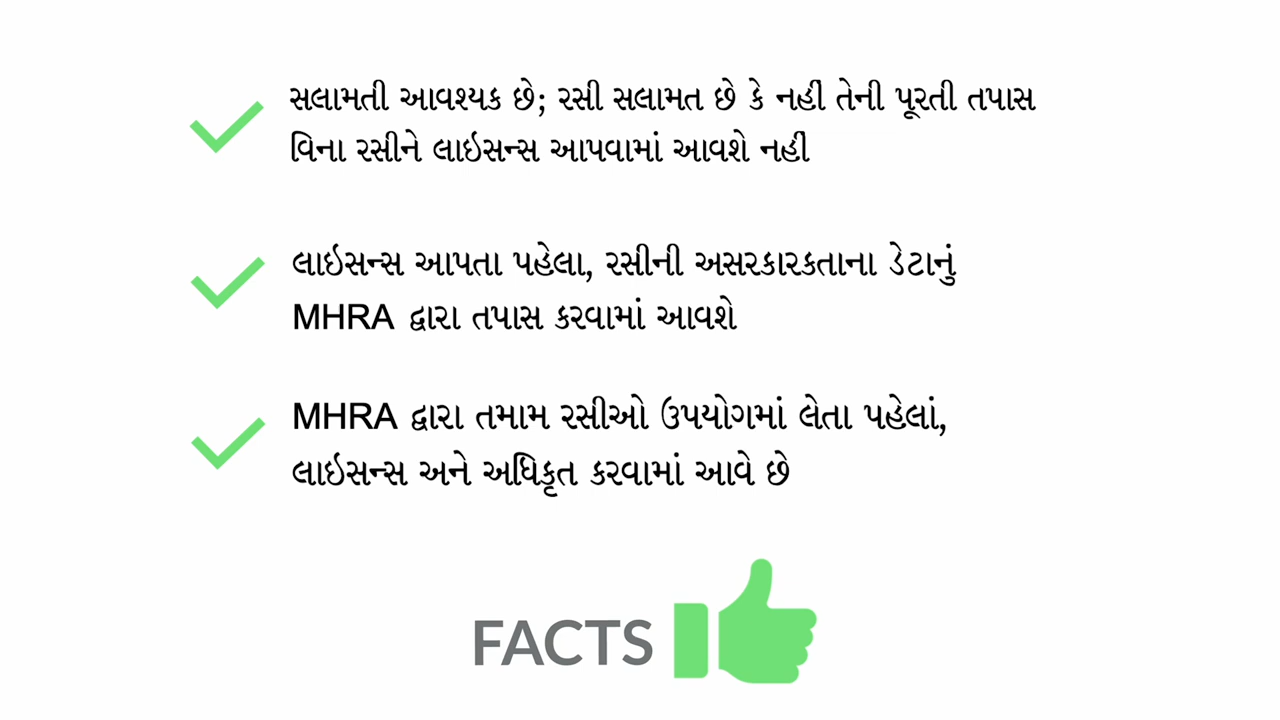 સલામતી આવશ્યક છે; રસી સલામત છે કે નહીં તેની પૂરતી તપાસ
વિના રસીને લાઇસન્સ આપવામાં આવશે નહીં
લાઇસન્સ આપતા પહેલા, રસીની અસરકારકતાના ડેટાનું
MHRA દ્વારા તપાસ કરવામાં આવશે
MHRA દ્વારા તમામ રસીઓ ઉપયોગમાં લેતા પહેલાં,
લાઇસન્સ અને અધિકૃત કરવામાં આવે છે
FACTS